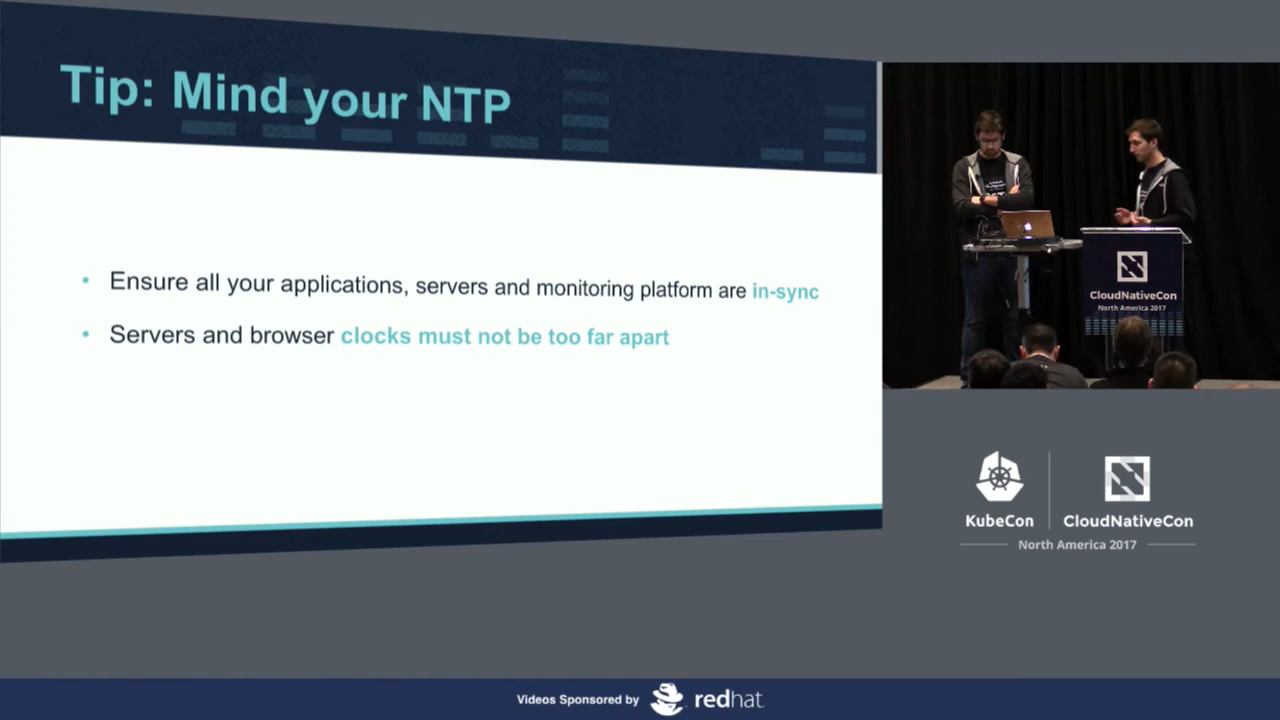 Tip: Mind your NTP
• Ensure all your applications, servers and monitoring platform are in-sync
• Servers and browser clocks must not be too far apart
CloudNativeCon
North America 2017
KubeCon
CloudNativeCon
North America 2017
Videos Sponsored by
redhat